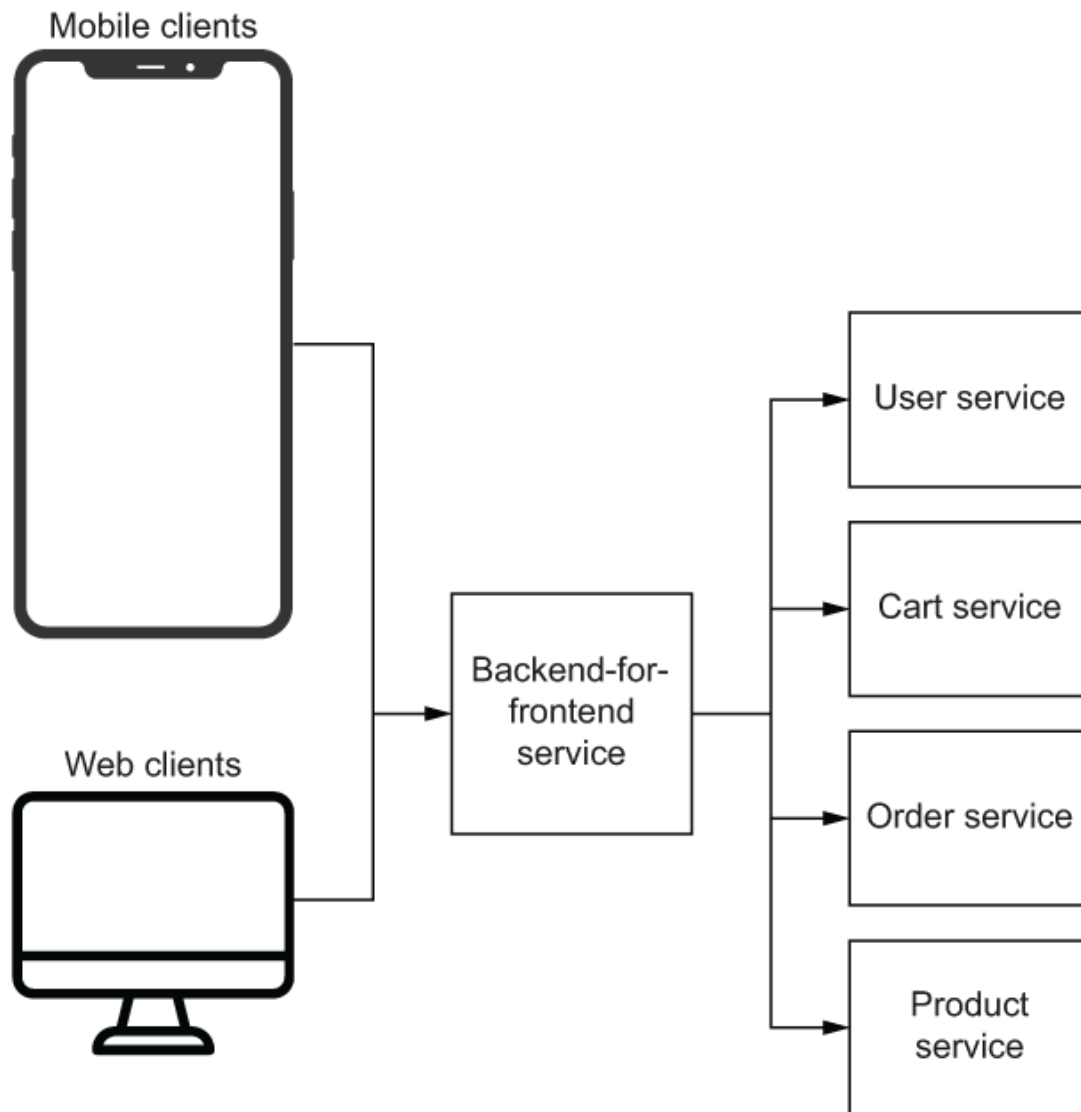 Mobile clients
User service
Cart service
Backend-for-
frontend
service
Web clients
Order service
Product
service